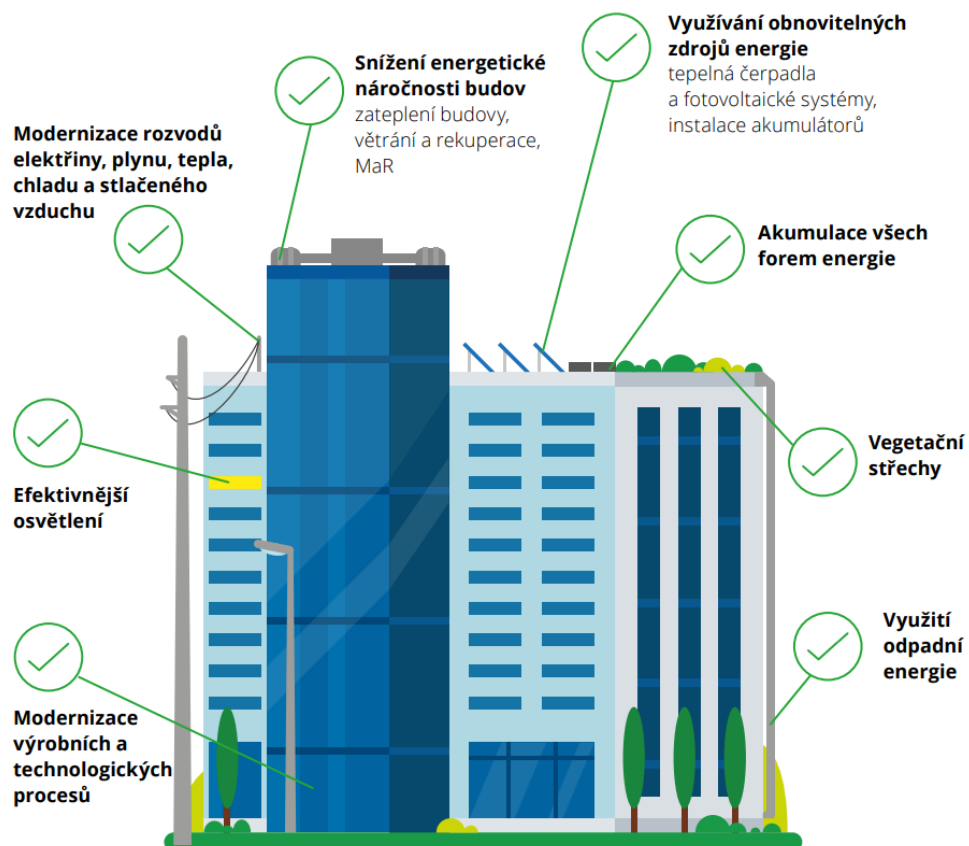 Využívání obnovitelných
zdrojů energie
tepelná čerpadla
a fotovoltaické systémy,
instalace akumulátorů
Snížení energetické
náročnosti budov
zateplení budovy,
větrání a rekuperace,
MaR
Modernizace rozvodů
elektřiny, plynu, tepla,
chladu a stlačeného
vzduchu
Akumulace všech
forem energie
Vegetační
střechy
Efektivnější
osvětlení
Využití
odpadní
energie
Modernizace
výrobních a
technologických
procesů